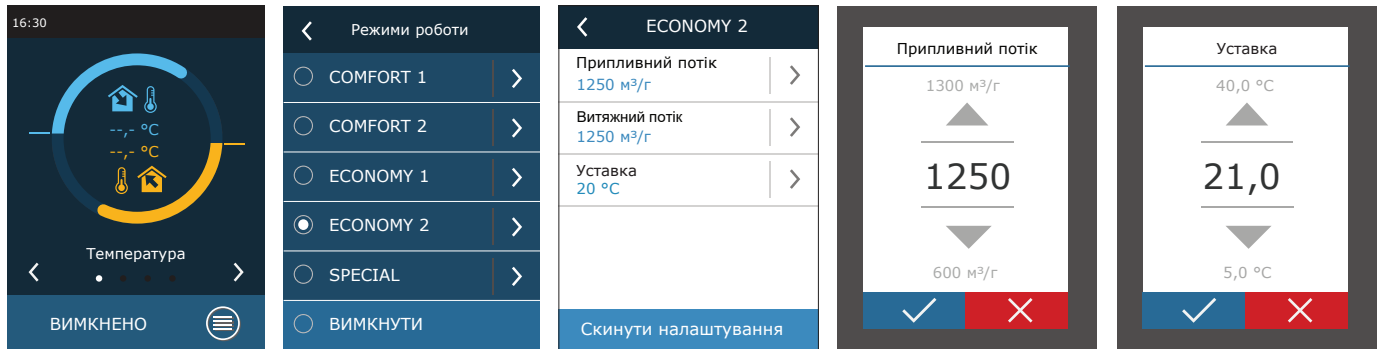 16:30
--,- °C
--,- °C
Температура
ВИМКНЕНО
Режими роботи
COMFORT 1
COMFORT 2
ECONOMY 1
ECONOMY 2
SPECIAL
ВИМКНУТИ
ECONOMY 2
Припливний потік
1250 м³/г
Витяжний потік
1250 м³/г
Уставка
20 °C
Скинути налаштування
Припливний потік
1300 м³/г
1250
600 м³/г
Уставка
40,0 °C
21,0
5,0 °C